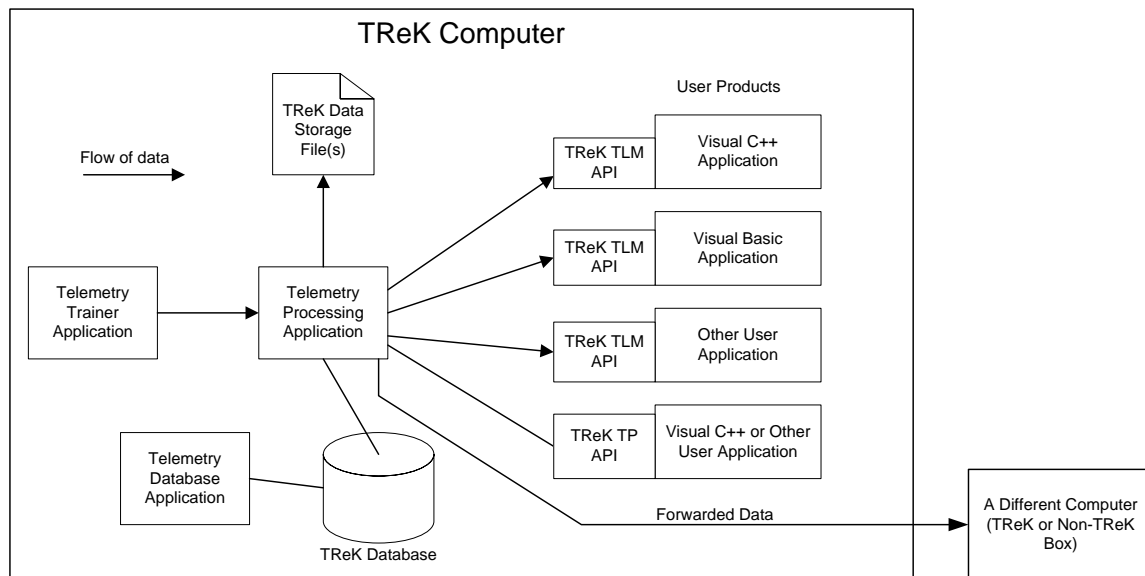 TReK Computer
TReK Data
Storage
File(s)
Flow of data
User Products
TReK TLM
API
Visual C++
Application
TReK TLM
API
Visual Basic
Application
Telemetry
Trainer
Application
Telemetry
Processing
Application
TReK TLM
API
Other User
Application
TReK TP
API
Visual C++ or Other
User Application
Telemetry
Database
Application
TReK Database
Forwarded Data
A Different Computer
(TReK or Non-TReK
Box)